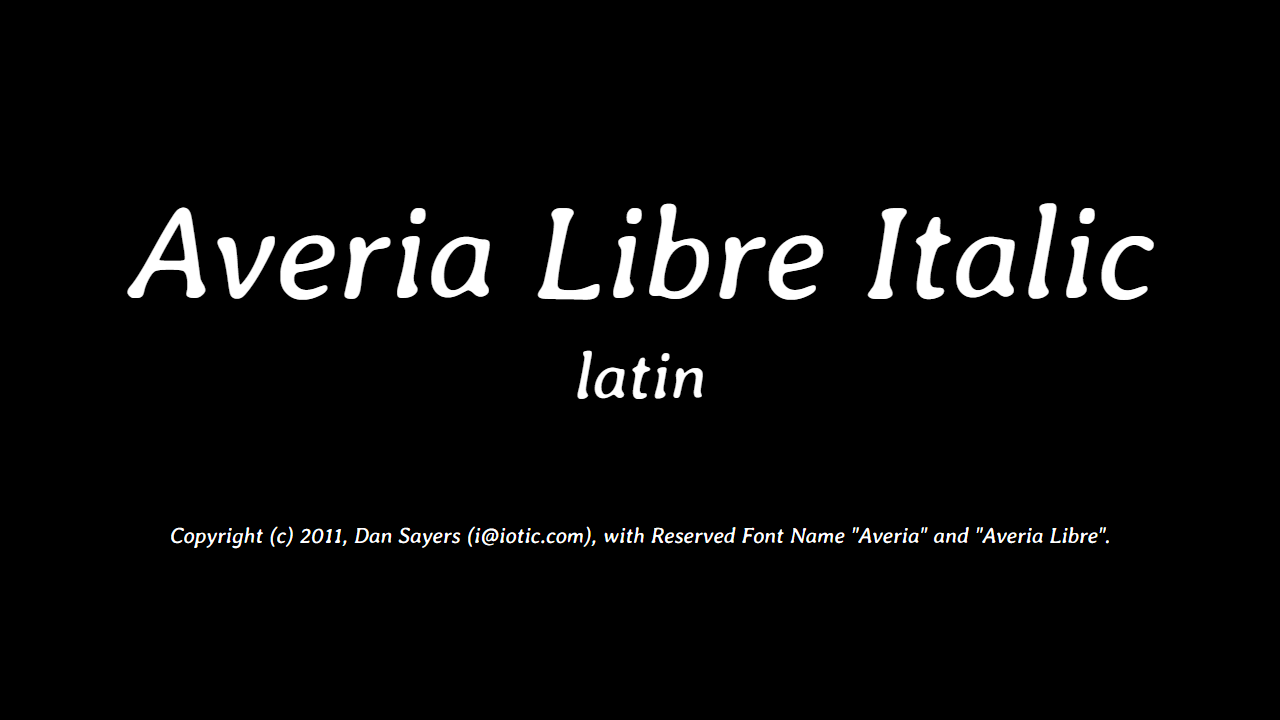 Averia Libre Italic
latin
Copyright (c) 2011, Dan Sayers (i@iotic.com), with Reserved Font Name "Averia" and "Averia Libre".